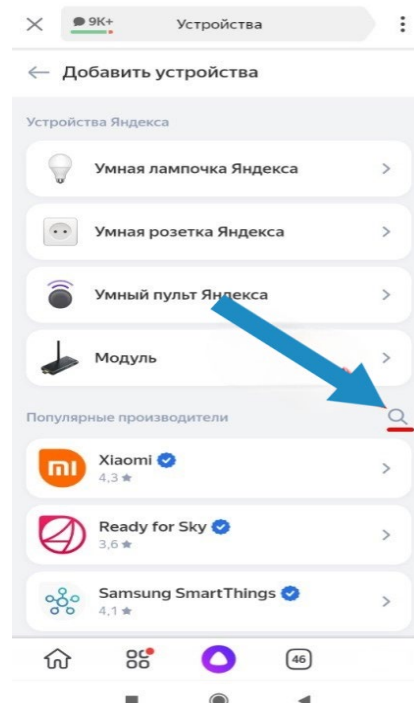 9K+
Устройства
Добавить устройства
Устройства Яндекса
Умная лампочка Яндекса
Умная розетка Яндекса
Умный пульт Яндекса
Модуль
Популярные производители
Xiaomi
4,3 ★
Ready for Sky
3,6 ★
Samsung SmartThings
4,1 ★
46